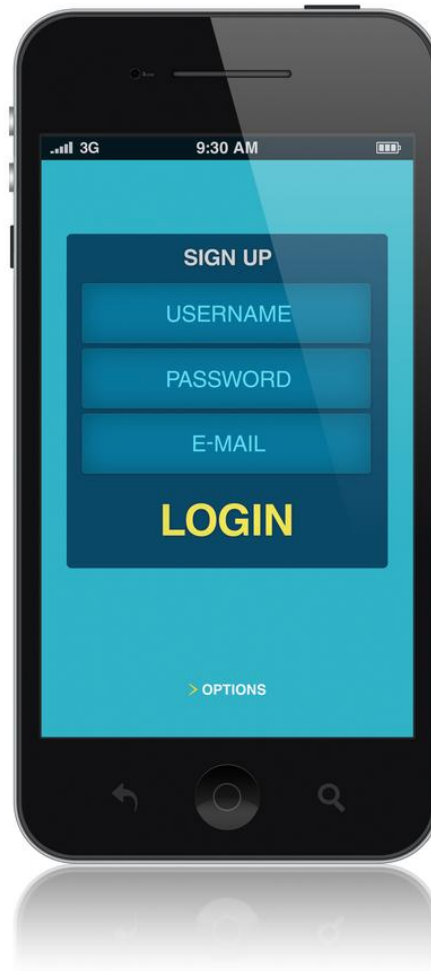 3G 9:30 AM
SIGN UP
USERNAME
PASSWORD
E-MAIL
LOGIN
> OPTIONS